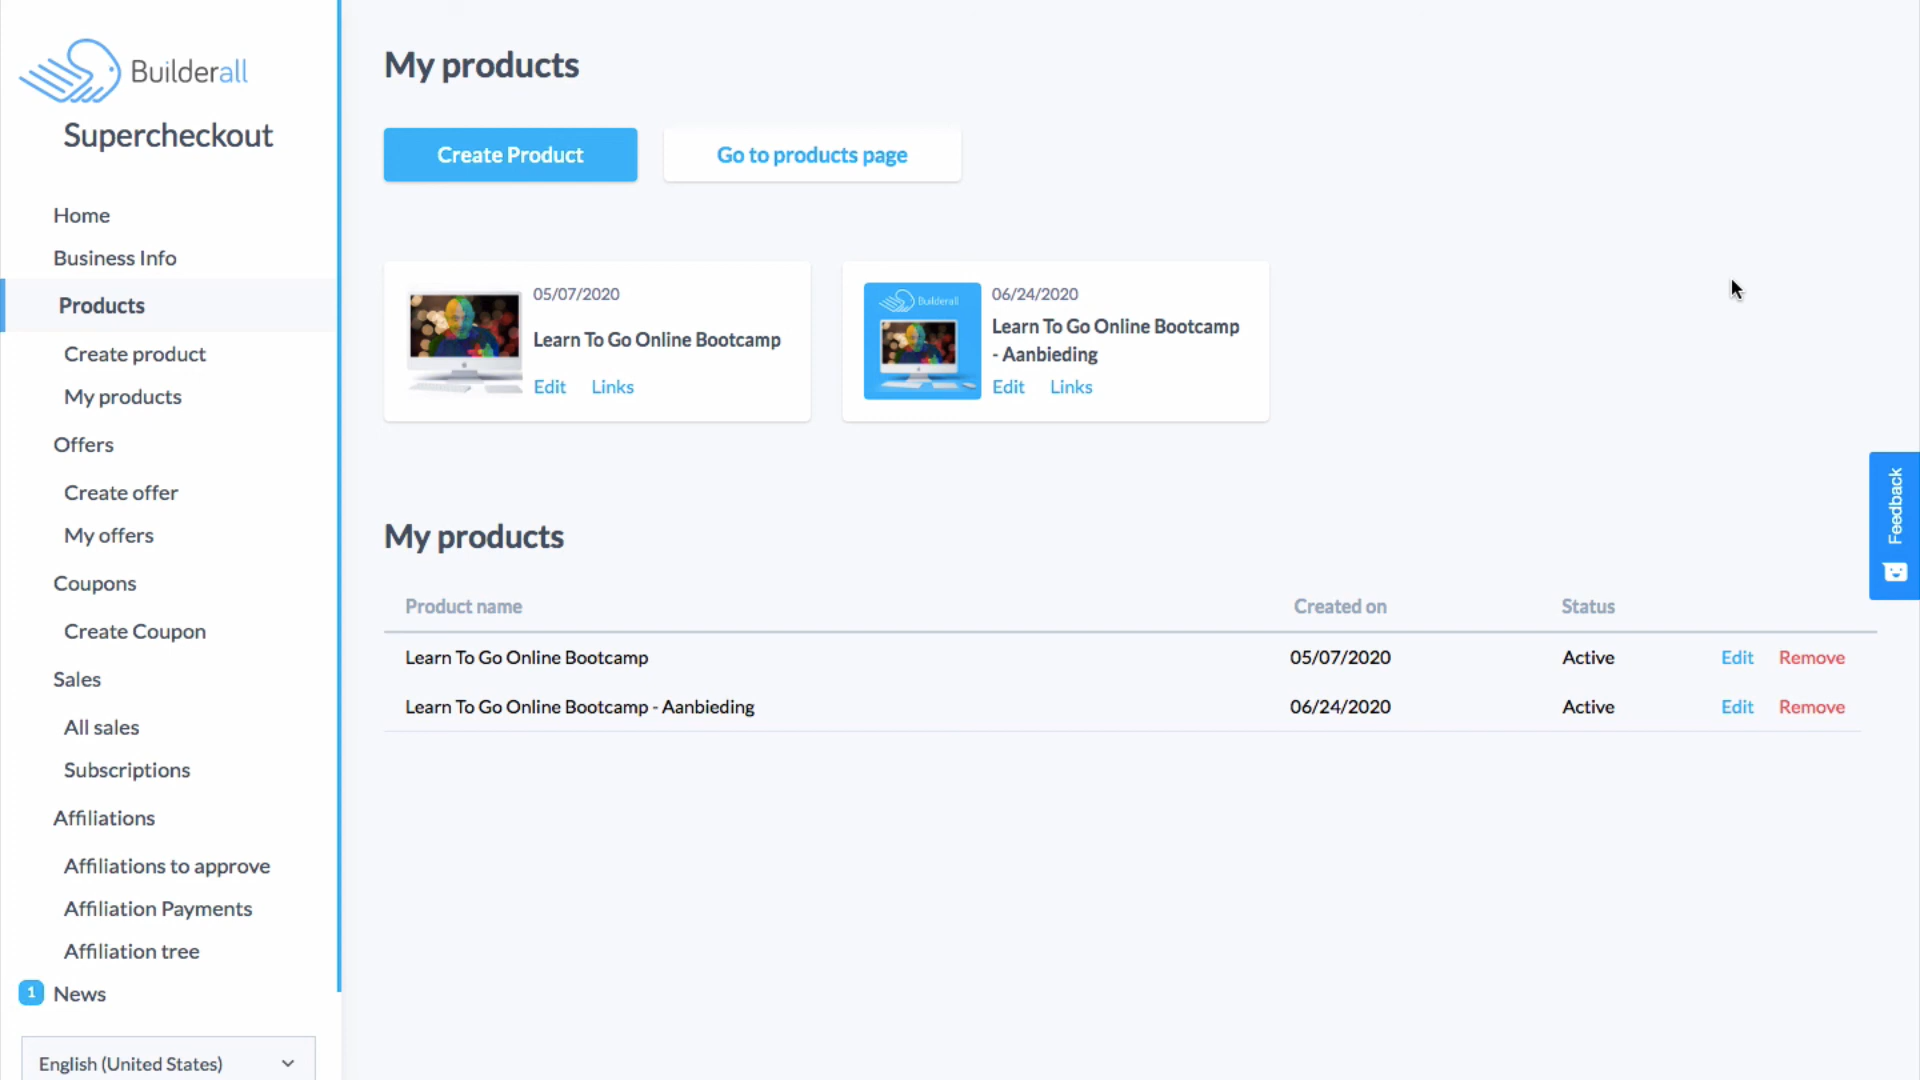 Builderall
Supercheckout
Home
Business Info
Products
Create product
My products
Offers
Create offer
My offers
Coupons
Create Coupon
Sales
All sales
Subscriptions
Affiliations
Affiliations to approve
Affiliation Payments
Affiliation tree
1 News
English (United States)
My products
Create Product
Go to products page
05/07/2020
Learn To Go Online Bootcamp
Edit Links
Builderall
06/24/2020
Learn To Go Online Bootcamp
- Aanbieding
Edit Links
My products
Product name Created on Status
Learn To Go Online Bootcamp 05/07/2020 Active Edit Remove
Learn To Go Online Bootcamp - Aanbieding 06/24/2020 Active Edit Remove
Feedback